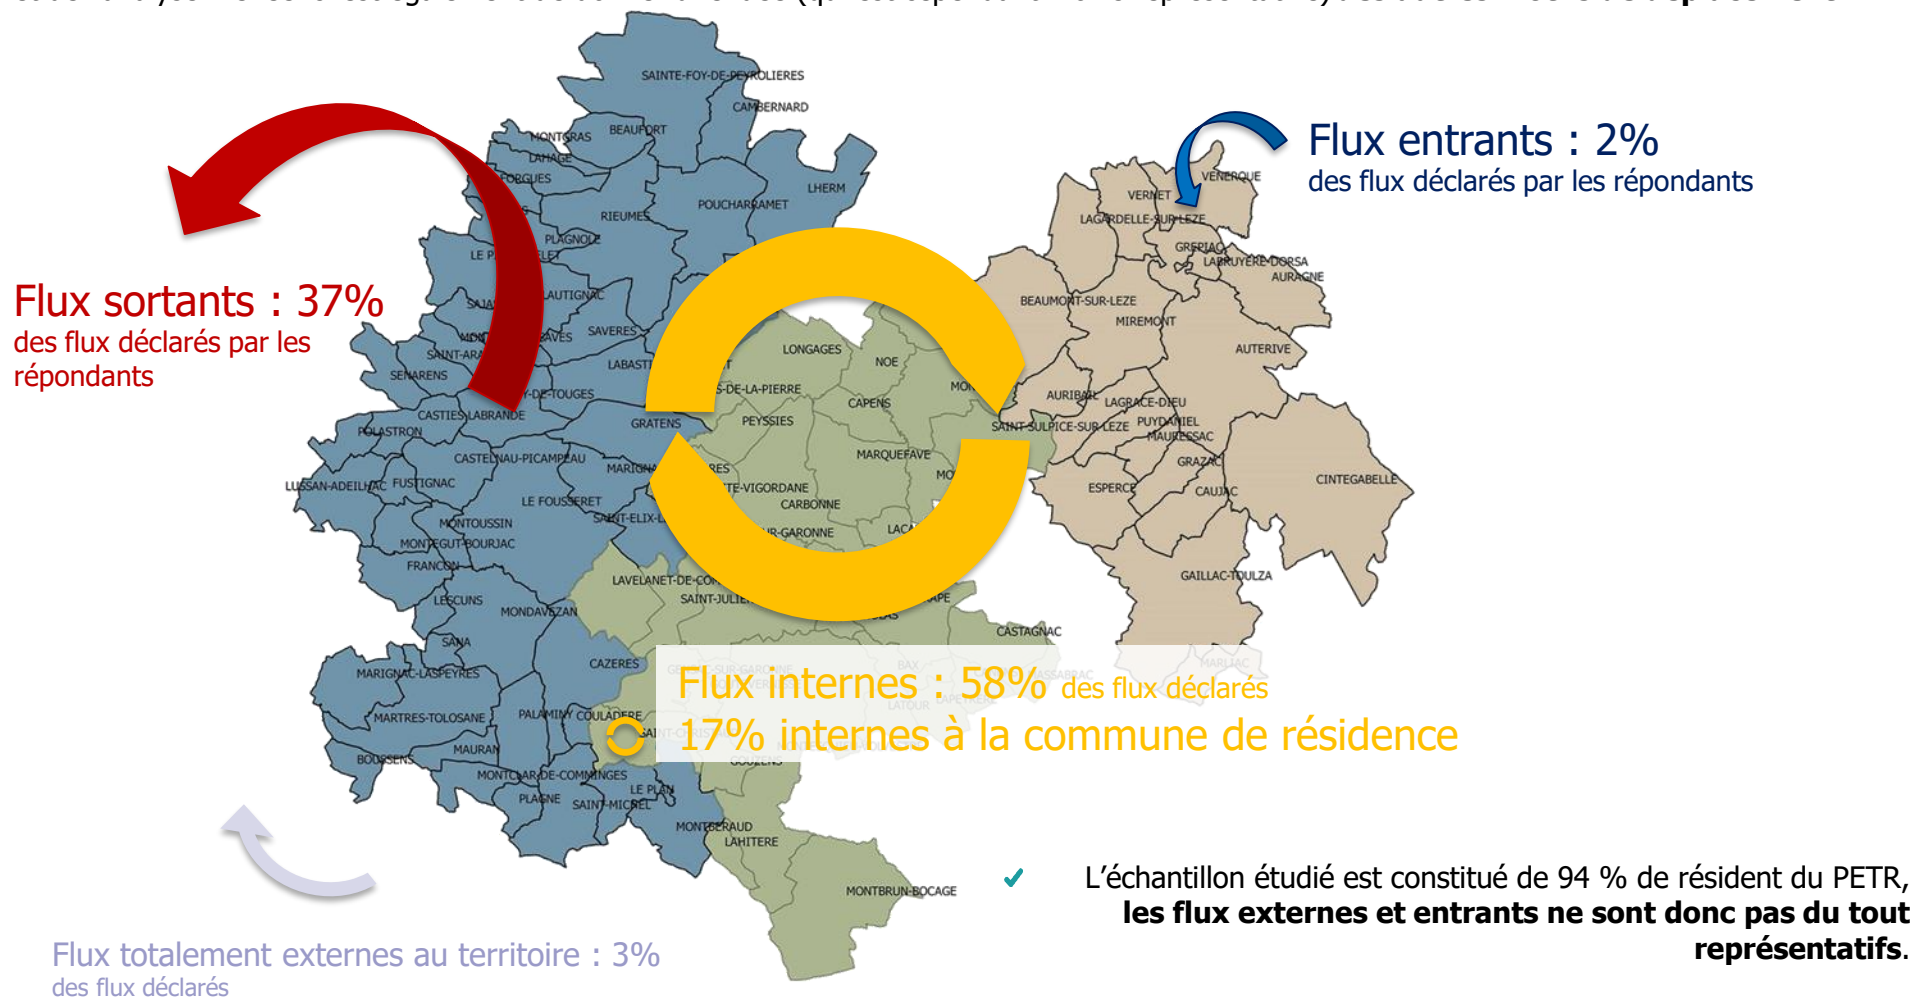 SAINTE-FOY-DE-PEYROLIERES
CAMBERNARD
MONTGRAS
BEAUFORT
LAHAGE
FORGUES
LHERM
POUCHARRAMET
RIEUMES
PLAGNOLE
LAUTIGNAC
SAVERES
SENARENS
CASTIES-LABRANDE
POLASTRON
GRATENS
CASTELNAU-PICAMPEAU
LUSSAN-ADEILHAC
FUSTIGNAC
LE FOUSSERET
MONTOUSSIN
MONTEGUT-BOURJAC
FRANCON
LESCUNS
MONDAVEZAN
SANA
CAZERES
MARIGNAC-LASPEYRES
MARTRES-TOLOSANE
PALAMINY
COULADERE
MAURAN
BOUSSENS
MONTCLAR-DE-COMMINGES
PLAGNE
SAINT-MICHEL
LE PLAN
MONTBERAUD
LAHITERE
MONTBRUN-BOCAGE
GOUZENS
LONGAGES
NOE
PEYSSIES
CAPENS
MARQUEFAVE
CARBONNE
CASTAGNAC
VENERQUE
VERNET
LAGARDELLE-SUR-LEZE
GREPIAC
LABRUYERE-DORSA
AURAGNE
BEAUMONT-SUR-LEZE
MIREMONT
AUTERIVE
AURIBAIL
LAGRACE-DIEU
SAINT-SULPICE-SUR-LEZE
PUYDANIEL
MAURESSAC
GRAZAC
ESPERCE
CAUJAC
CINTEGABELLE
GAILLAC-TOULZA
MARLIAC
Flux sortants : 37%
des flux déclarés par les
répondants
Flux entrants : 2%
des flux déclarés par les répondants
Flux internes : 58% des flux déclarés
17% internes à la commune de résidence
Flux totalement externes au territoire : 3%
des flux déclarés
✔ L’échantillon étudié est constitué de 94 % de résident du PETR,
les flux externes et entrants ne sont donc pas du tout
représentatifs.